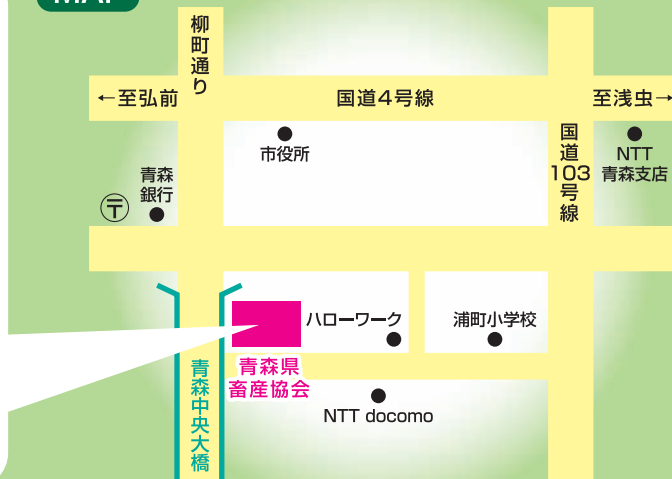 MAP
柳町通り
←至弘前
国道4号線
至浅虫→
市役所
国道103号線
NTT
青森支店
青森
銀行
〒
ハローワーク
浦町小学校
青森県
畜産協会
青森中央大橋
NTT docomo